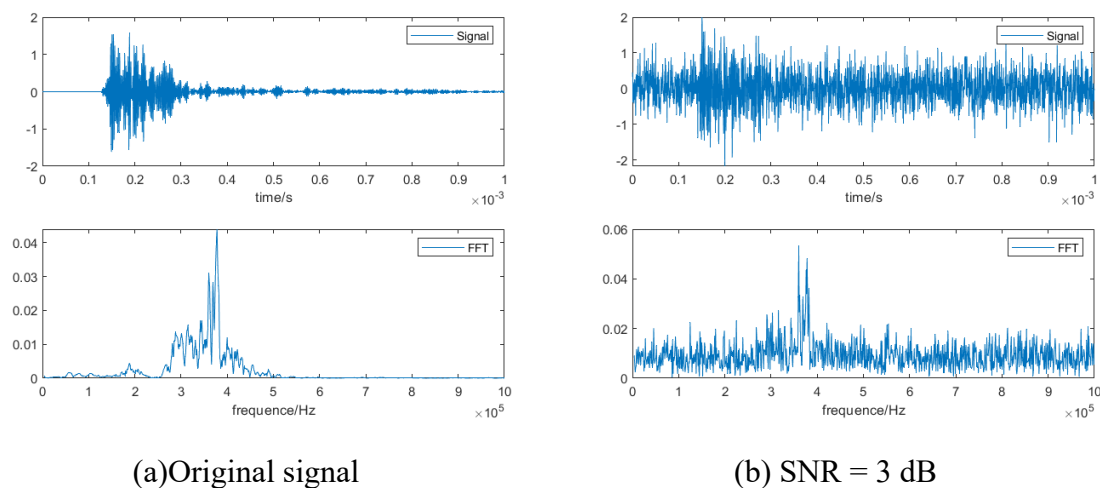 2
1
0
-1
-2
Signal
0 0.1 0.2 0.3 0.4 0.5 0.6 0.7 0.8 0.9 1
time/s
×10⁻³
0.04
0.03
0.02
0.01
0
FFT
0 1 2 3 4 5 6 7 8 9 10
frequence/Hz
×10⁵
(a)Original signal
2
1
0
-1
-2
Signal
0 0.1 0.2 0.3 0.4 0.5 0.6 0.7 0.8 0.9 1
time/s
×10⁻³
0.06
0.04
0.02
0
FFT
0 1 2 3 4 5 6 7 8 9 10
frequence/Hz
×10⁵
(b) SNR = 3 dB